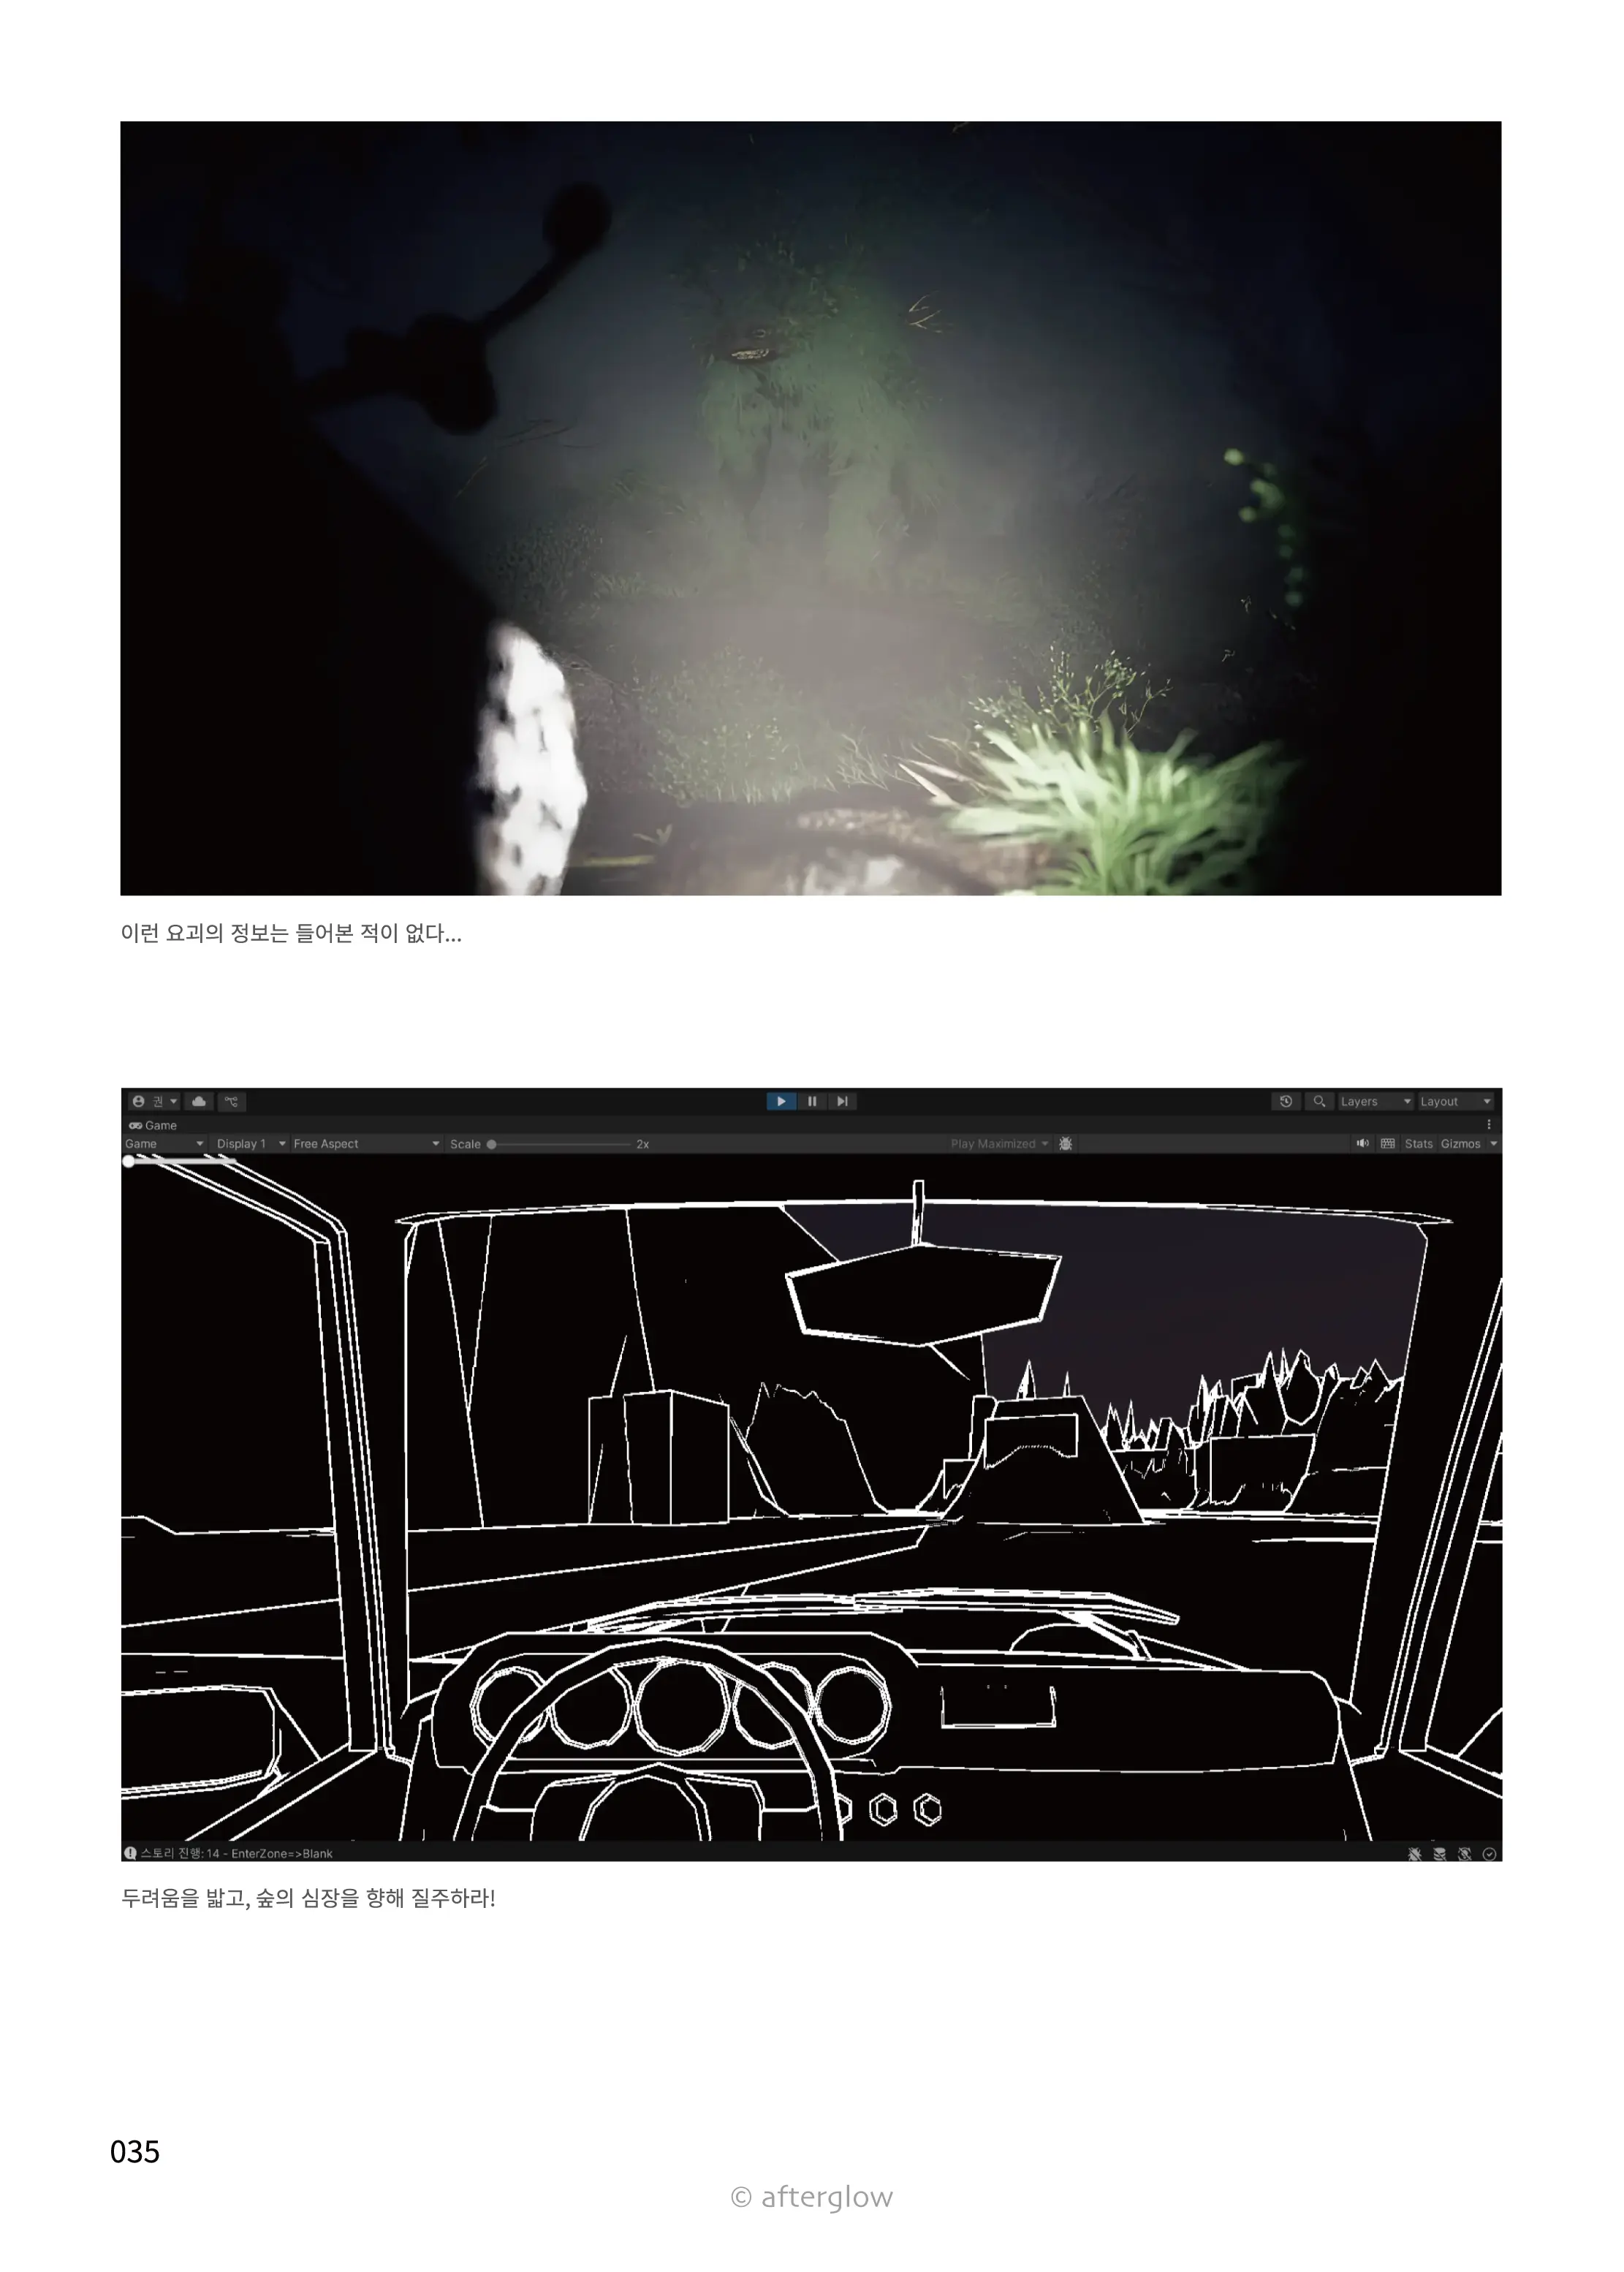 이런 요괴의 정보는 들어본 적이 없다...
권
Layers
Layout
Game
Game
Display 1
Free Aspect
Scale
2x
Play Maximized
Stats
Gizmos
스토리 진행: 14 - EnterZone=>Blank
두려움을 밟고, 숲의 심장을 향해 질주하라!
035
© afterglow